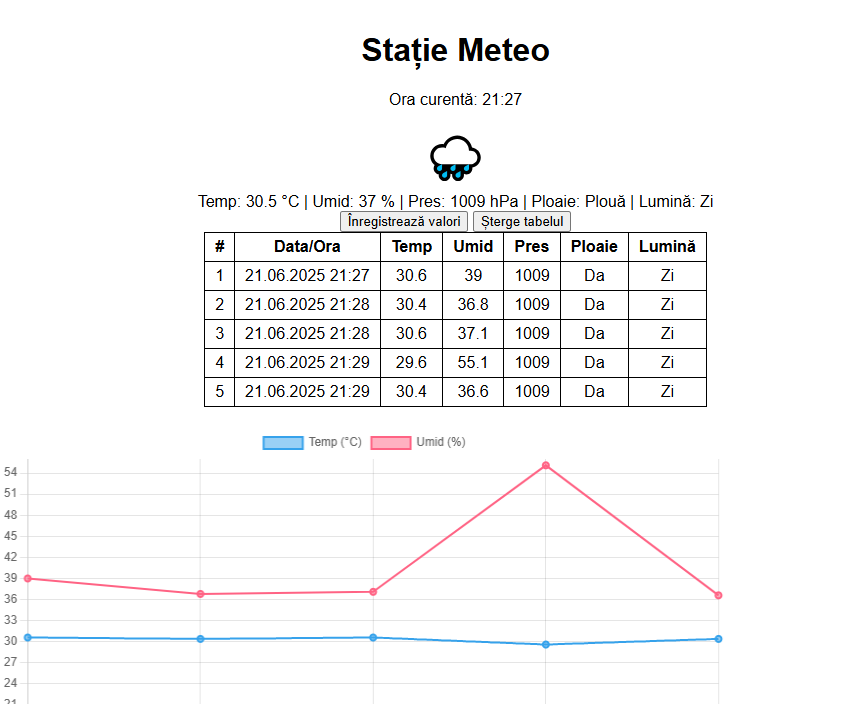 Stație Meteo
Ora curentă: 21:27
Temp: 30.5 °C | Umid: 37 % | Pres: 1009 hPa | Ploaie: Plouă | Lumină: Zi
Înregistrează valori Șterge tabelul
# Data/Ora Temp Umid Pres Ploaie Lumină
1 21.06.2025 21:27 30.6 39 1009 Da Zi
2 21.06.2025 21:28 30.4 36.8 1009 Da Zi
3 21.06.2025 21:28 30.6 37.1 1009 Da Zi
4 21.06.2025 21:29 29.6 55.1 1009 Da Zi
5 21.06.2025 21:29 30.4 36.6 1009 Da Zi
Temp (°C) Umid (%)
54
51
48
45
42
39
36
33
30
27
24
21